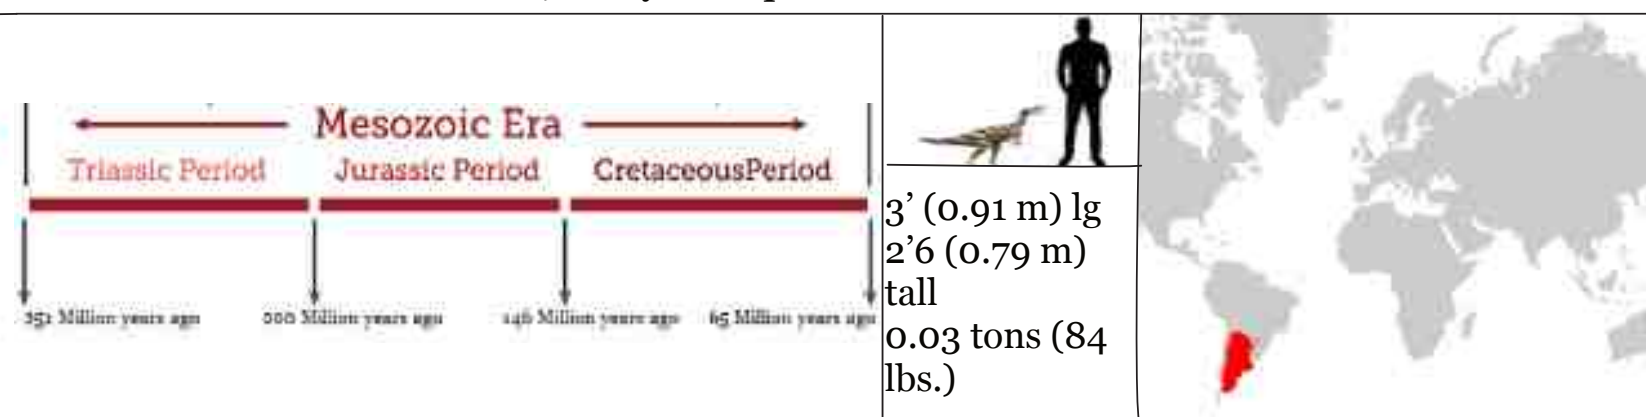 Mesozoic Era
Triassic Period Jurassic Period CretaceousPeriod
251 Million years ago 200 Million years ago 146 Million years ago 65 Million years ago
3’ (0.91 m) lg
2’6 (0.79 m)
tall
0.03 tons (84
lbs.)